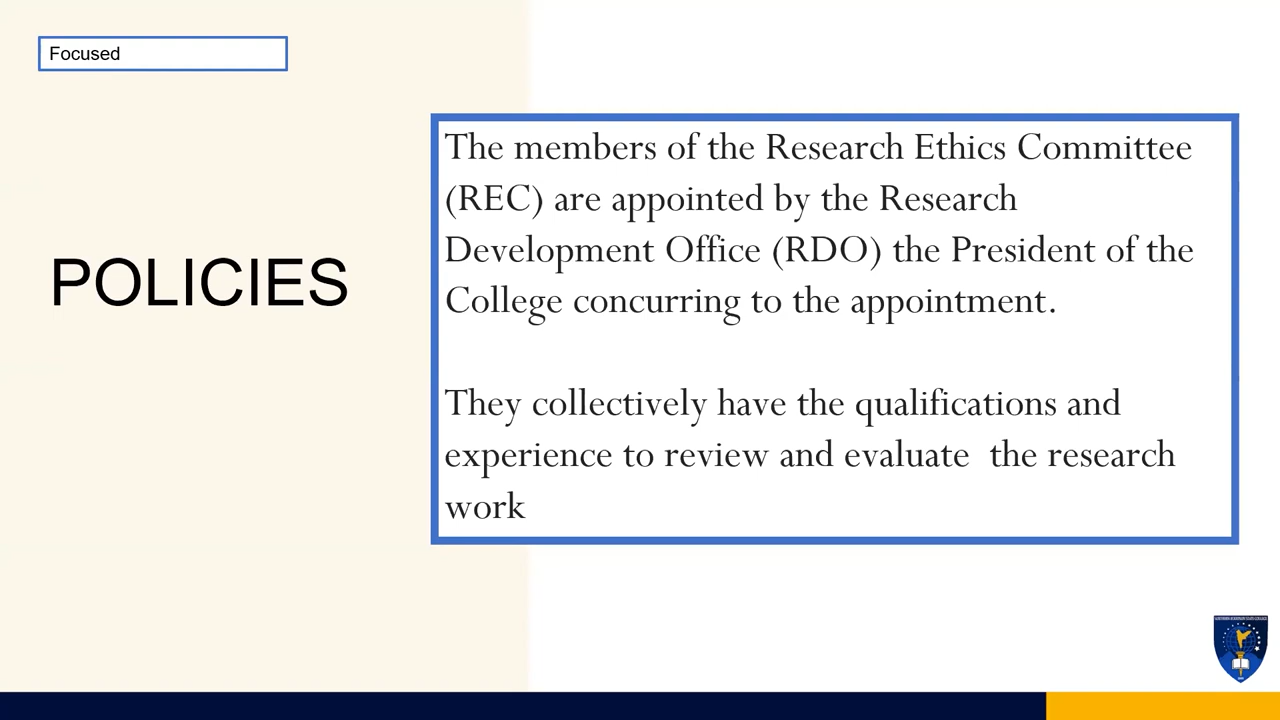 Focused
POLICIES
The members of the Research Ethics Committee
(REC) are appointed by the Research
Development Office (RDO) the President of the
College concurring to the appointment.
They collectively have the qualifications and
experience to review and evaluate  the research
work